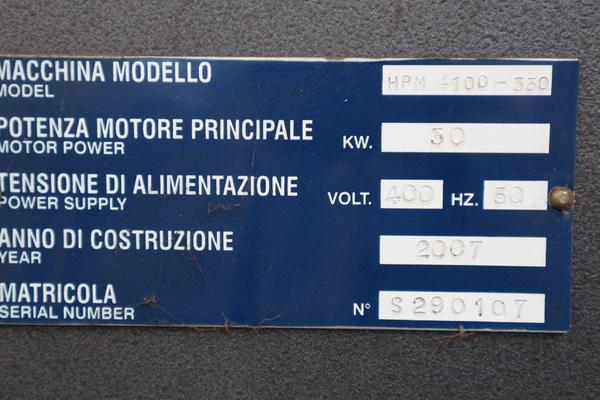 MACCHINA MODELLO HPM 4100-330
MODEL
POTENZA MOTORE PRINCIPALE KW. 30
MOTOR POWER
TENSIONE DI ALIMENTAZIONE VOLT. 400 HZ. 50
POWER SUPPLY
ANNO DI COSTRUZIONE 2007
YEAR
MATRICOLA N° S290107
SERIAL NUMBER